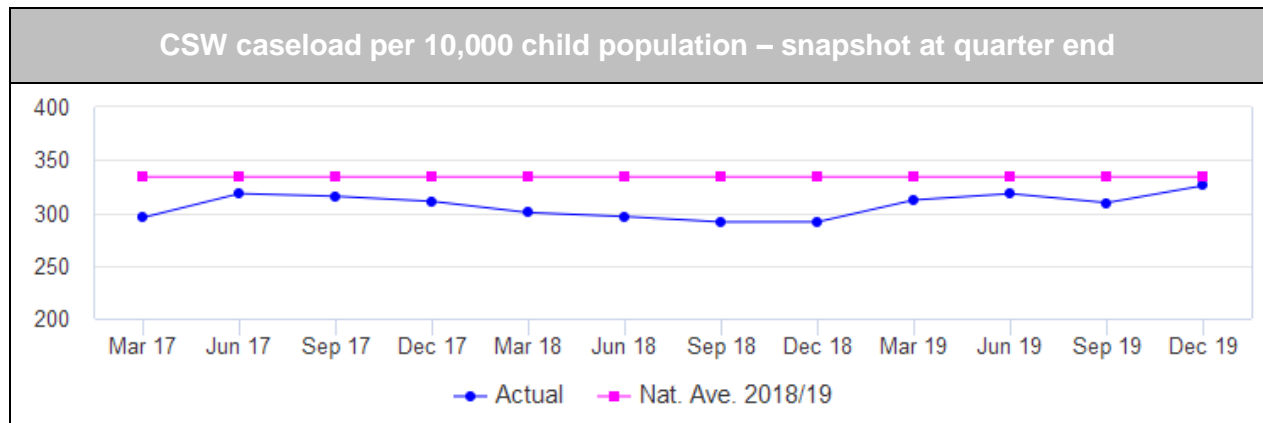 CSW caseload per 10,000 child population – snapshot at quarter end
400
350
300
250
200
Mar 17 Jun 17 Sep 17 Dec 17 Mar 18 Jun 18 Sep 18 Dec 18 Mar 19 Jun 19 Sep 19 Dec 19
Actual Nat. Ave. 2018/19